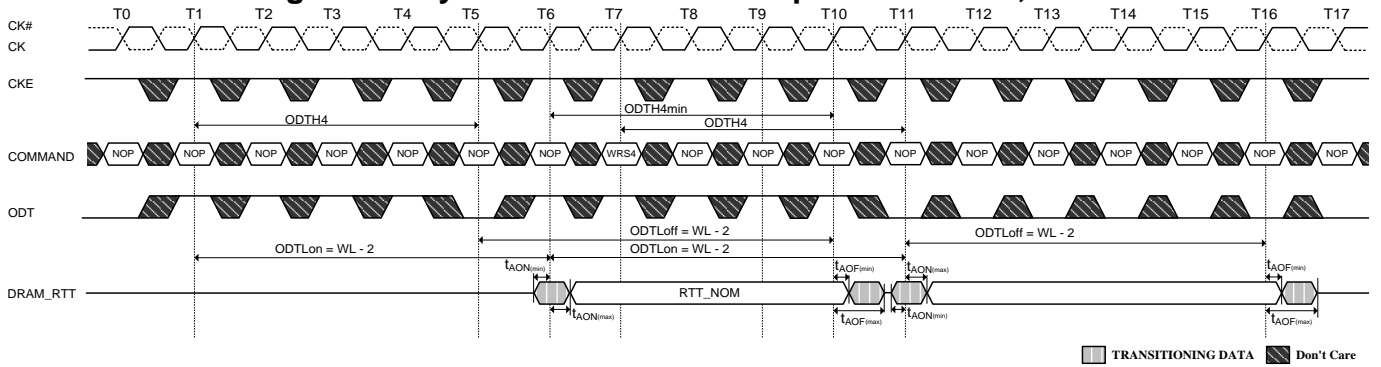 T0 T1 T2 T3 T4 T5 T6 T7 T8 T9 T10 T11 T12 T13 T14 T15 T16 T17
CK#
CK
CKE
ODTH4min
ODTH4 ODTH4
COMMAND NOP NOP NOP NOP NOP NOP NOP WRS4 NOP NOP NOP NOP NOP NOP NOP NOP NOP NOP
ODT
ODTLoff = WL - 2 ODTLoff = WL - 2
ODTLon = WL - 2 ODTLon = WL - 2
tAON(min) tAOF(min) tAON(max) tAOF(min)
DRAM_RTT RTT_NOM
tAON(max) tAOF(max) tAON(min) tAOF(max)
TRANSITIONING DATA Don't Care